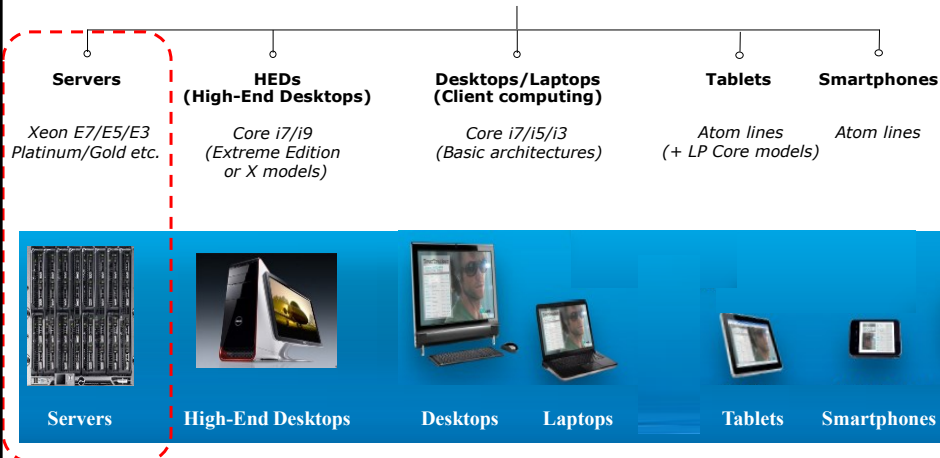 Servers
HEDs
(High-End Desktops)
Desktops/Laptops
(Client computing)
Tablets
Smartphones
Xeon E7/E5/E3
Platinum/Gold etc.
Core i7/i9
(Extreme Edition
or X models)
Core i7/i5/i3
(Basic architectures)
Atom lines
(+ LP Core models)
Atom lines
Servers
High-End Desktops
Desktops
Laptops
Tablets
Smartphones